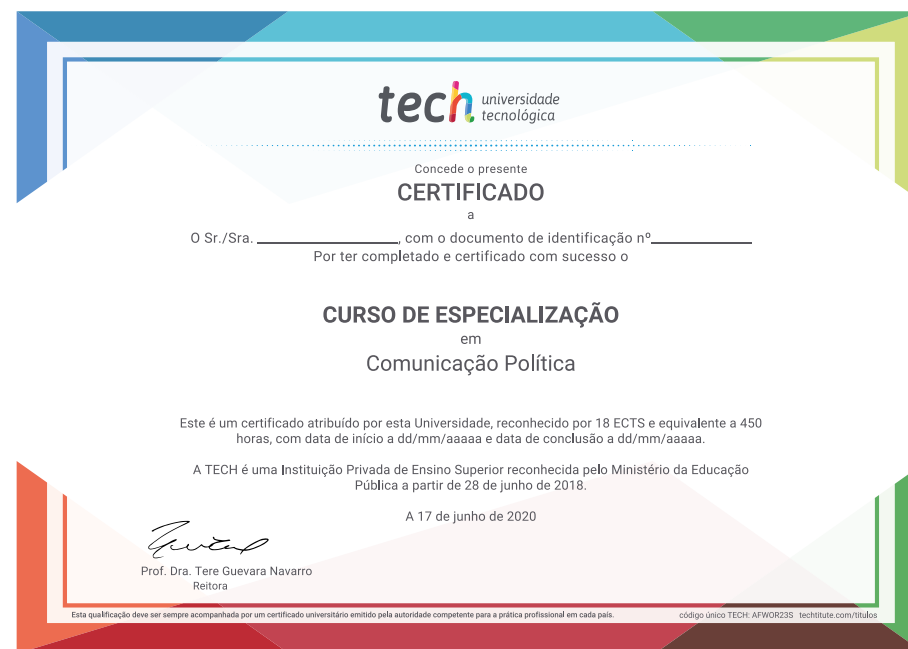 tech universidade
tecnológica
Concede o presente
CERTIFICADO
a
O Sr./Sra. ____________________, com o documento de identificação nº______________
Por ter completado e certificado com sucesso o
CURSO DE ESPECIALIZAÇÃO
em
Comunicação Política
Este é um certificado atribuído por esta Universidade, reconhecido por 18 ECTS e equivalente a 450
horas, com data de início a dd/mm/aaaaa e data de conclusão a dd/mm/aaaaa.
A TECH é uma Instituição Privada de Ensino Superior reconhecida pelo Ministério da Educação
Pública a partir de 28 de junho de 2018.
A 17 de junho de 2020
Prof. Dra. Tere Guevara Navarro
Reitora
Esta qualificação deve ser sempre acompanhada por um certificado universitário emitido pela autoridade competente para a prática profissional em cada país.
código único TECH: AFWOR23S techtitute.com/titulos